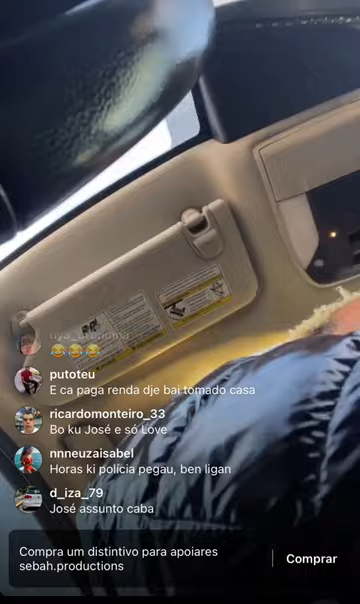 😂😂😂
putoteu
E ca paga renda dje bai tomado casa
ricardomonteiro_33
Bo ku José e só Love
nnneuzaisabel
Horas ki polícia pegau, ben ligan
d_iza_79
José assunto caba
Compra um distintivo para apoiares
sebah.productions
Comprar